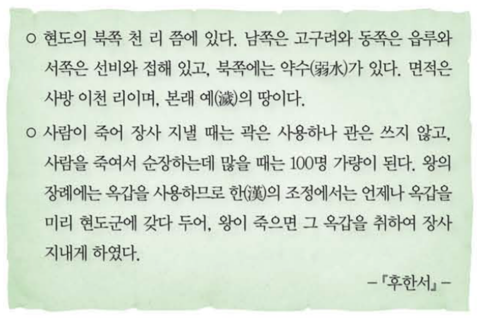 ○ 현도의 북쪽 천 리 쯤에 있다. 남쪽은 고구려와 동쪽은 읍루와
서쪽은 선비와 접해 있고, 북쪽에는 약수(弱水)가 있다. 면적은
사방 이천 리이며, 본래 예(濊)의 땅이다.
○ 사람이 죽어 장사 지낼 때는 곽은 사용하나 관은 쓰지 않고,
사람을 죽여서 순장하는데 많을 때는 100명 가량이 된다. 왕의
장례에는 옥갑을 사용하므로 한(漢)의 조정에서는 언제나 옥갑을
미리 현도군에 갖다 두어, 왕이 죽으면 그 옥갑을 취하여 장사
지내게 하였다.
-『후한서』-